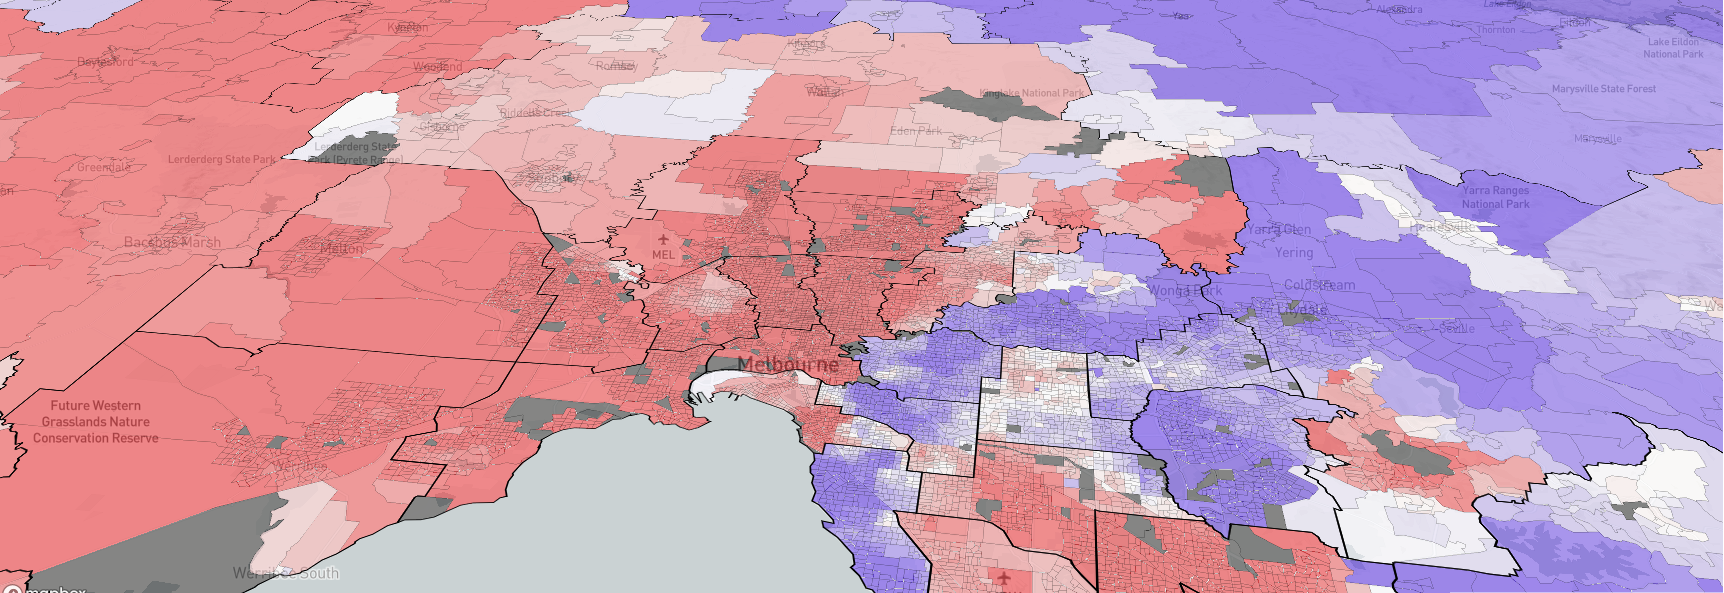 Lake Eildon
Alexandra
Yea
Eildon
Kyneton
Thornton
Kilmore
Lake Eildon
National Park
Daylesford
Woodend
Romsey
Wallan
Kinglake National Park
Marysville State Forest
Riddells Creek
Gisborne
Eden Park
Marysville
Lerderderg State
Park (Pyrete Range)
Lerderderg State Park
Greendale
Sunbury
Yarra Ranges
National Park
Bacchus Marsh
Melton
MEL
Yarra Glen
Healesville
Yering
Coldstream
Wonga Park
Lilydale
Seville
Melbourne
Future Western
Grasslands Nature
Conservation Reserve
Werribee
Werribee South
mapbox